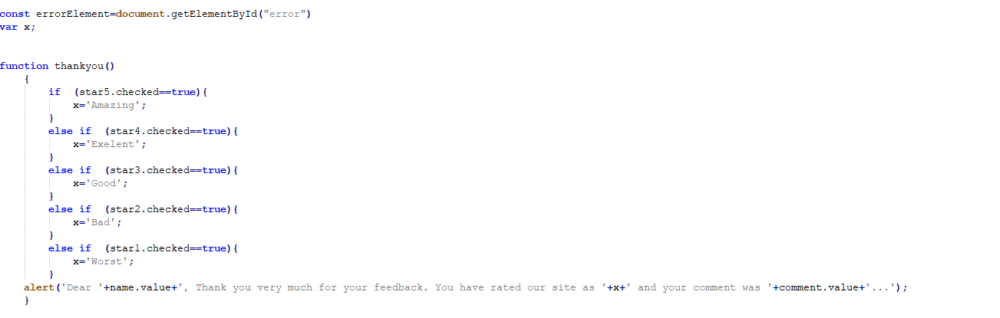 const errorElement=document.getElementById("error")
var x;
function thankyou()
{
if (star5.checked==true){
x='Amazing';
}
else if (star4.checked==true){
x='Exelent';
}
else if (star3.checked==true){
x='Good';
}
else if (star2.checked==true){
x='Bad';
}
else if (star1.checked==true){
x='Worst';
}
alert('Dear '+name.value+', Thank you very much for your feedback. You have rated our site as '+x+' and your comment was '+comment.value+'...');
}